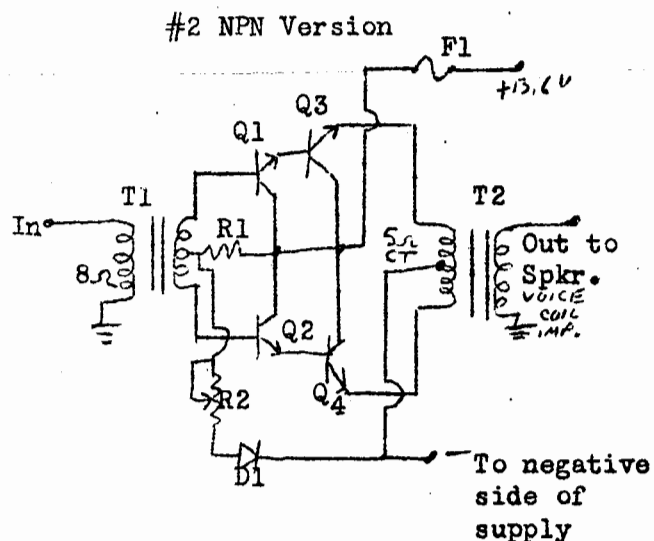 #2 NPN Version
F1
+13,6 V
Q3
Q1
T1
T2
In
R1
5Ω
CT
Out to
Spkr.
VOICE
COIL
IMP.
8Ω
Q2
Q4
R2
D1
To negative
side of
supply